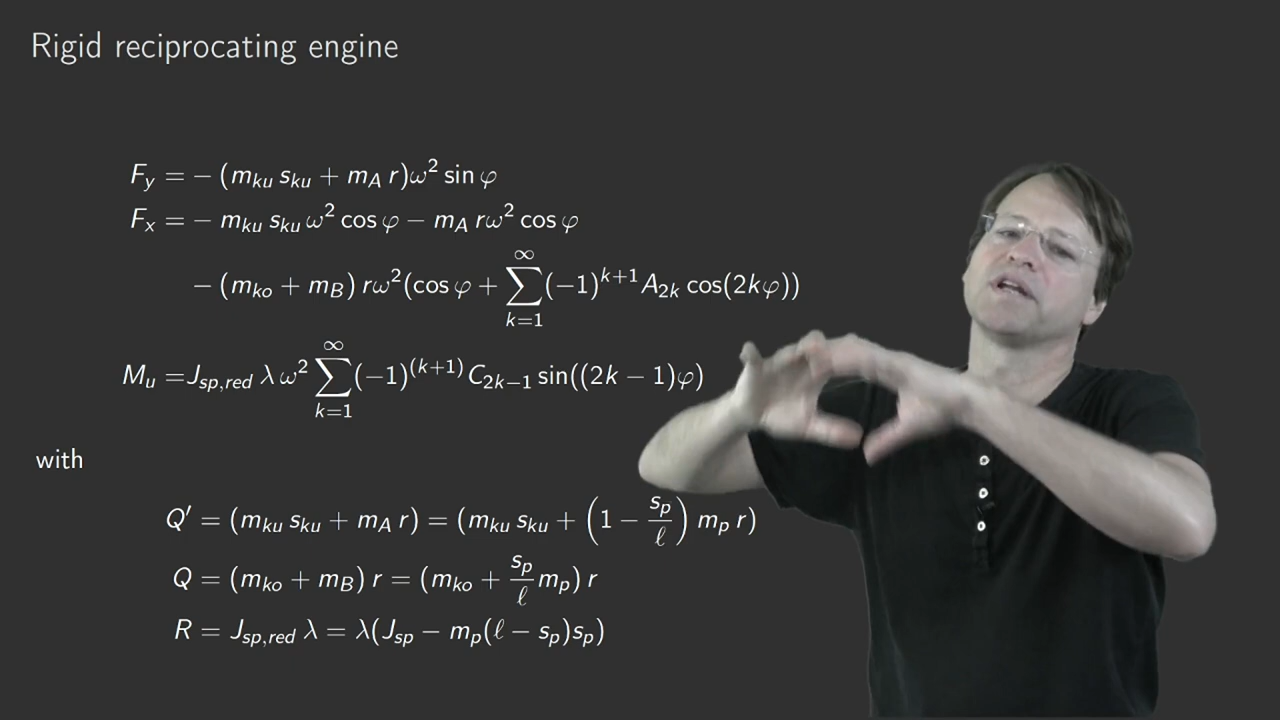 Rigid reciprocating engine
F_y = − (m_ku s_ku + m_A r)ω² sin φ
F_x = − m_ku s_ku ω² cos φ − m_A rω² cos φ
− (m_ko + m_B) rω²(cos φ + ∑_{k=1}^{∞} (−1)^{k+1} A_{2k} cos(2kφ))
M_u = J_{sp,red} λ ω² ∑_{k=1}^{∞} (−1)^{(k+1)} C_{2k−1} sin((2k − 1)φ)
with
Q′ = (m_ku s_ku + m_A r) = (m_ku s_ku + (1 − s_p/ℓ) m_p r)
Q = (m_ko + m_B) r = (m_ko + s_p/ℓ m_p) r
R = J_{sp,red} λ = λ(J_sp − m_p(ℓ − s_p)s_p)